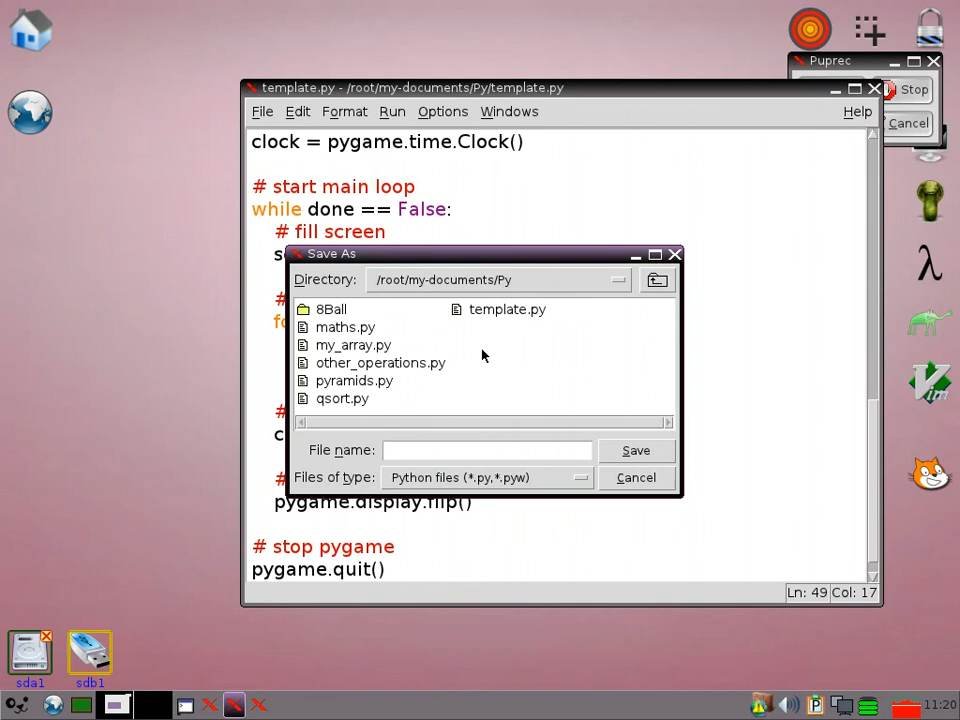 Puprec
Stop
Cancel
template.py - /root/my-documents/Py/template.py
File Edit Format Run Options Windows Help
clock = pygame.time.Clock()
# start main loop
while done == False:
# fill screen
s
#
fo
#
c
#
pygame.display.flip()
# stop pygame
pygame.quit()
Ln: 49 Col: 17
Save As
Directory: /root/my-documents/Py
8Ball
maths.py
my_array.py
other_operations.py
pyramids.py
qsort.py
template.py
File name:
Save
Files of type: Python files (*.py,*.pyw)
Cancel
sda1
sdb1
11:20